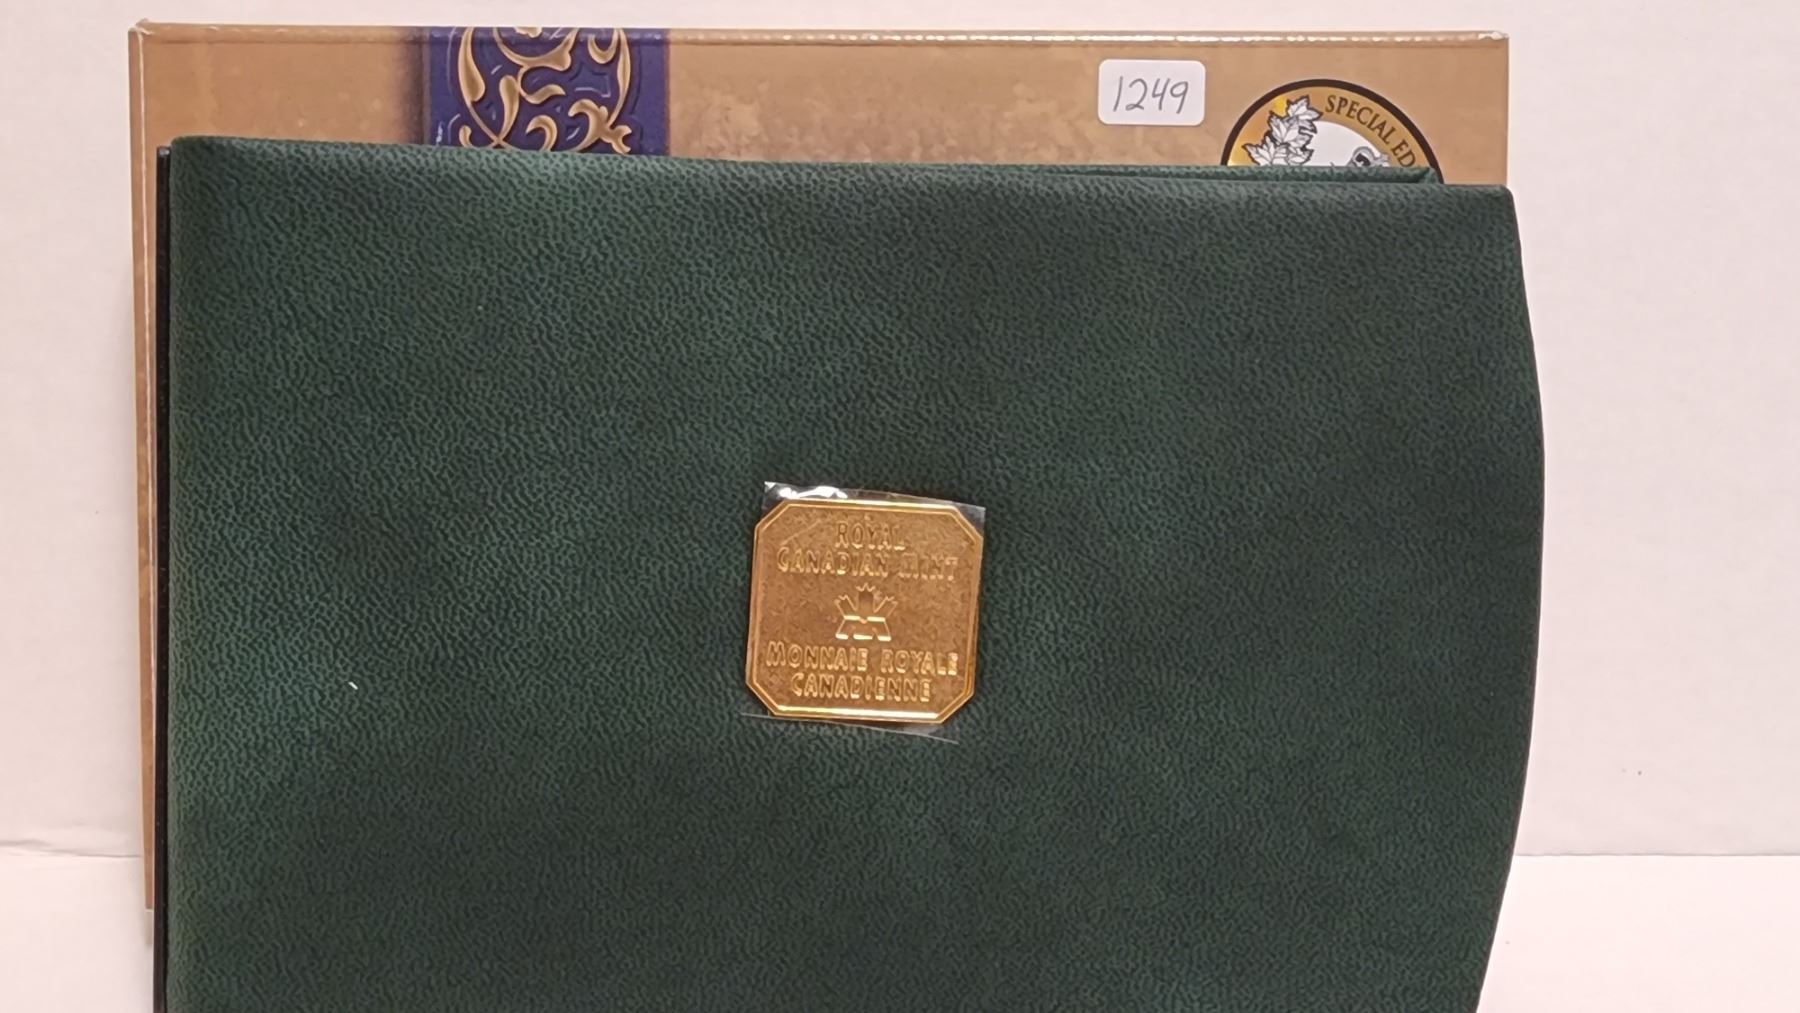 1249
SPECIAL ED
ROYAL
CANADIAN MINT
MONNAIE ROYALE
CANADIENNE